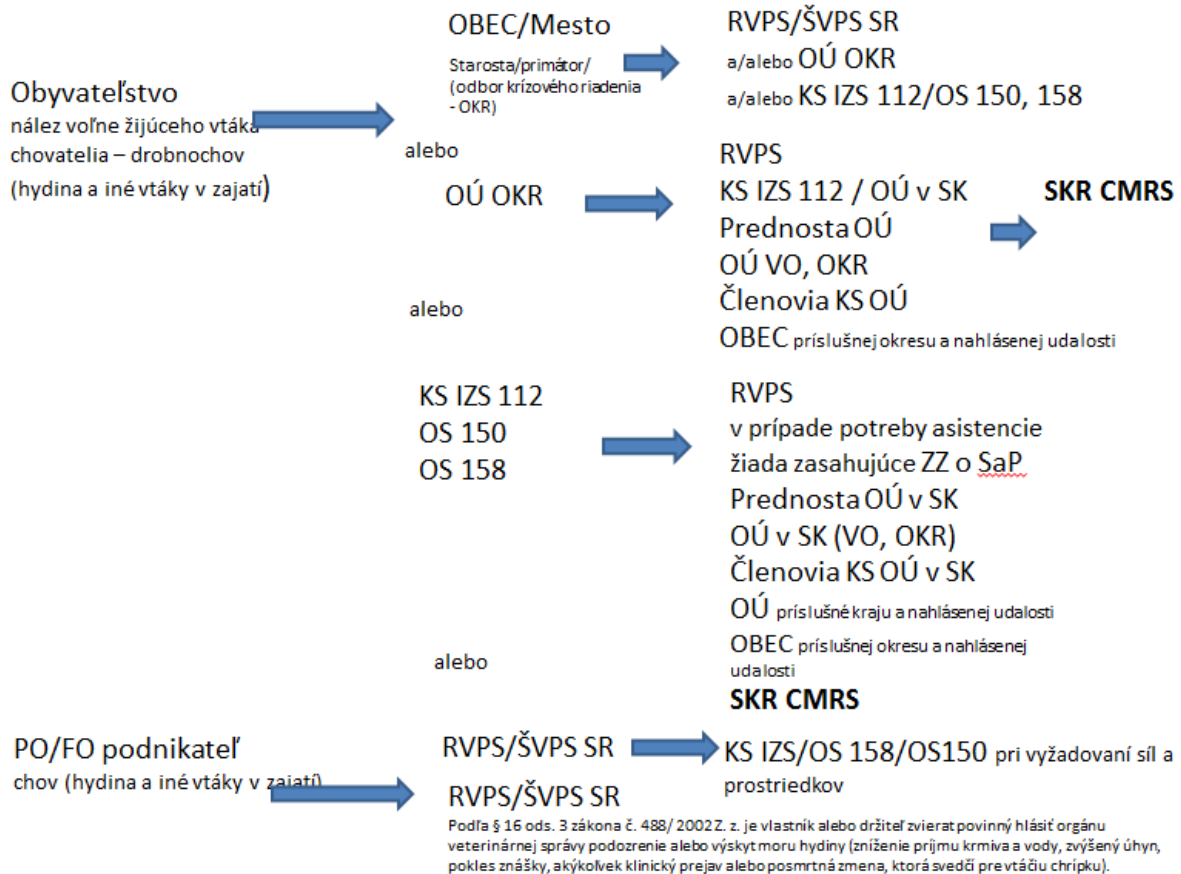 OBEC/Mesto
Starosta/primátor/
(odbor krízového riadenia
- OKR)
RVPS/ŠVPS SR
a/alebo OÚ OKR
a/alebo KS IZS 112/OS 150, 158
Obyvateľstvo
nález voľne žijúceho vtáka
chovatelia – drobnochov
(hydina a iné vtáky v zajatí)
alebo
OÚ OKR
RVPS
KS IZS 112 / OÚ v SK
Prednosta OÚ
OÚ VO, OKR
Členovia KS OÚ
OBEC príslušnej okresu a nahlásenej udalosti
SKR CMRS
alebo
KS IZS 112
OS 150
OS 158
RVPS
v prípade potreby asistencie
žiada zasahujúce ZZ o SaP
Prednosta OÚ v SK
OÚ v SK (VO, OKR)
Členovia KS OÚ v SK
OÚ príslušné kraju a nahlásenej udalosti
OBEC príslušnej okresu a nahlásenej
udalosti
SKR CMRS
alebo
PO/FO podnikateľ
chov (hydina a iné vtáky v zajatí)
RVPS/ŠVPS SR
KS IZS/OS 158/OS150 pri vyžadovaní síl a
prostriedkov
RVPS/ŠVPS SR
Podľa § 16 ods. 3 zákona č. 488/ 2002 Z. z. je vlastník alebo držiteľ zvierat povinný hlásiť orgánu
veterinárnej správy podozrenie alebo výskyt moru hydiny (zníženie príjmu krmiva a vody, zvýšený úhyn,
pokles znášky, akýkoľvek klinický prejav alebo posmrtná zmena, ktorá svedčí pre vtáčiu chrípku).